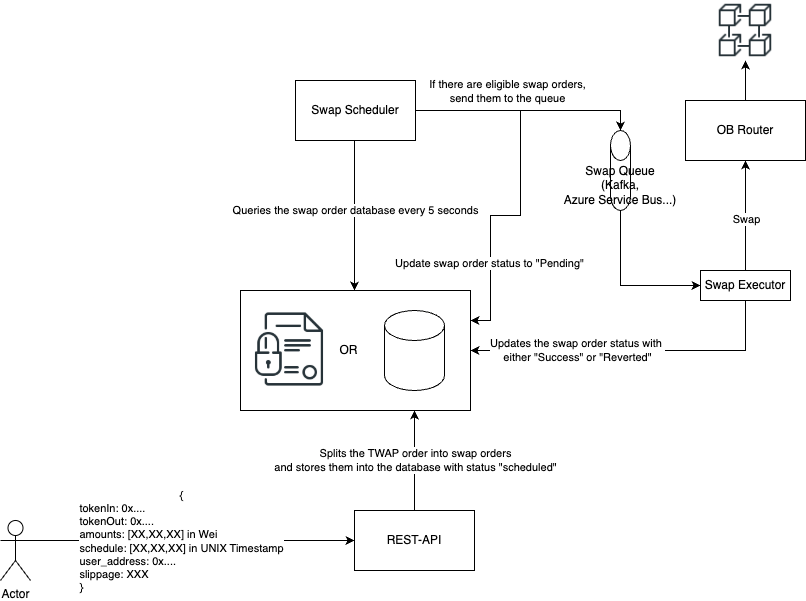 If there are eligible swap orders,
send them to the queue
Swap Scheduler
OB Router
Swap Queue
(Kafka,
Azure Service Bus...)
Queries the swap order database every 5 seconds
Swap
Update swap order status to "Pending"
Swap Executor
OR
Updates the swap order status with
either "Success" or "Reverted"
Splits the TWAP order into swap orders
and stores them into the database with status "scheduled"
{
tokenIn: 0x....
tokenOut: 0x....
amounts: [XX,XX,XX] in Wei
schedule: [XX,XX,XX] in UNIX Timestamp
user_address: 0x....
slippage: XXX
}
REST-API
Actor